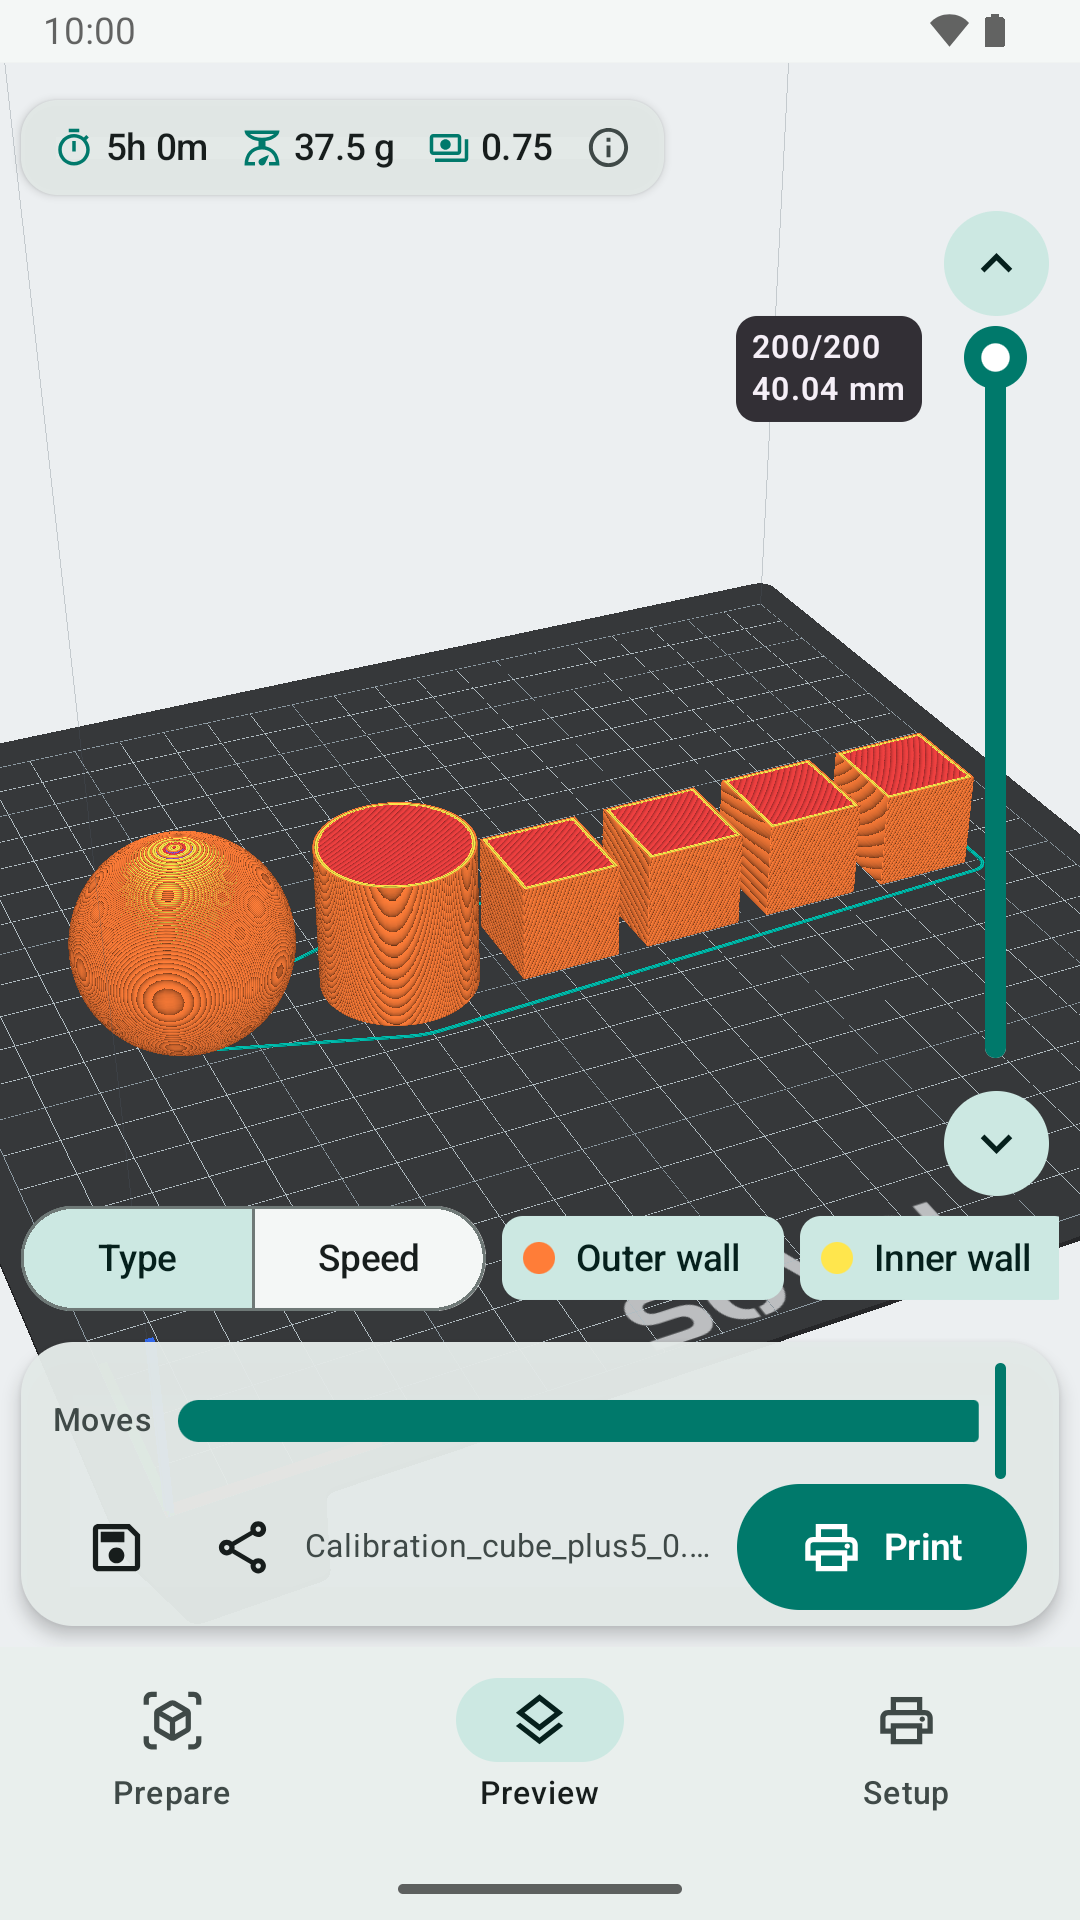 10:00
5h 0m 37.5 g 0.75
200/200
40.04 mm
Type Speed Outer wall Inner wall
Moves
Calibration_cube_plus5_0.… Print
Prepare Preview Setup